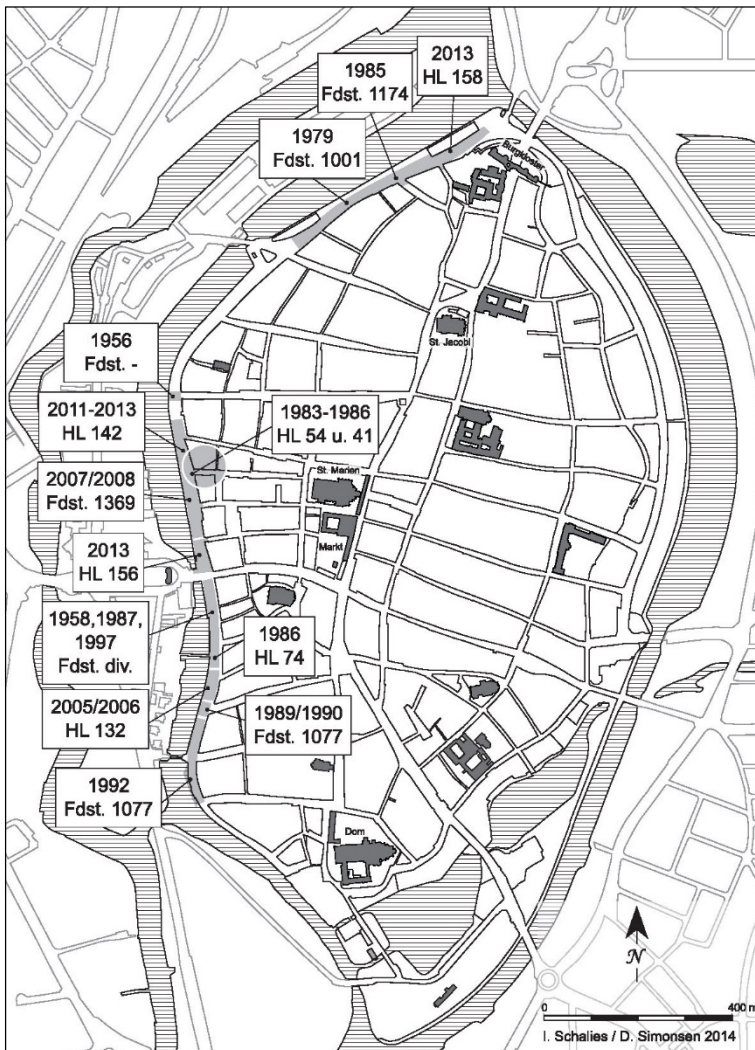 2013
HL 158
1985
Fdst. 1174
1979
Fdst. 1001
Burgkloster
St. Jacobi
1956
Fdst. -
2011-2013
HL 142
1983-1986
HL 54 u. 41
2007/2008
Fdst. 1369
St. Marien
Markt
2013
HL 156
1958, 1987,
1997
Fdst. div.
1986
HL 74
2005/2006
HL 132
1989/1990
Fdst. 1077
1992
Fdst. 1077
Dom
N
0 400 m
I. Schalies / D. Simonsen 2014